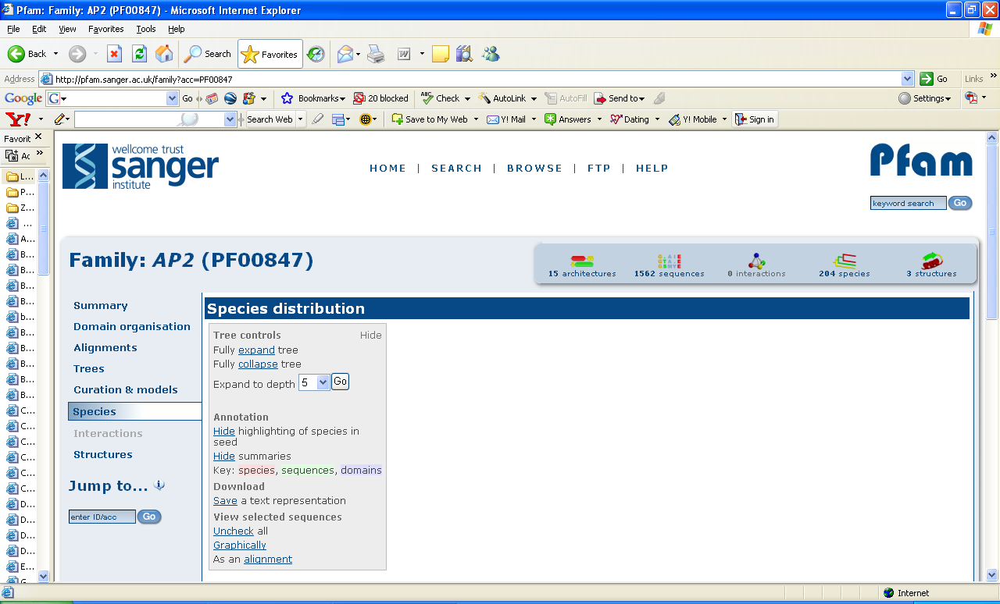 Pfam: Family: AP2 (PF00847) - Microsoft Internet Explorer
File Edit View Favorites Tools Help
Back Search Favorites W
Address http://pfam.sanger.ac.uk/family?acc=PF00847 Go Links »
Google G Go Bookmarks 20 blocked ABC Check AutoLink AutoFill Send to Settings
Y! Search Web Save to My Web Y! Mail Answers Dating Y! Mobile Sign in
Favorit
Ac »
L...
P...
Z...
...
A...
B...
B...
B...
B...
b...
B...
B...
B...
B...
B...
C...
C...
C...
C...
C...
C...
D...
D...
D...
D...
E...
wellcome trust
sanger
institute
HOME | SEARCH | BROWSE | FTP | HELP
Pfam
keyword search Go
Family: AP2 (PF00847)
15 architectures 1562 sequences 0 interactions 204 species 3 structures
Summary
Domain organisation
Alignments
Trees
Curation & models
Species
Interactions
Structures
Jump to... i
enter ID/acc Go
Species distribution
Tree controls Hide
Fully expand tree
Fully collapse tree
Expand to depth 5 Go
Annotation
Hide highlighting of species in
seed
Hide summaries
Key: species, sequences, domains
Download
Save a text representation
View selected sequences
Uncheck all
Graphically
As an alignment
Internet